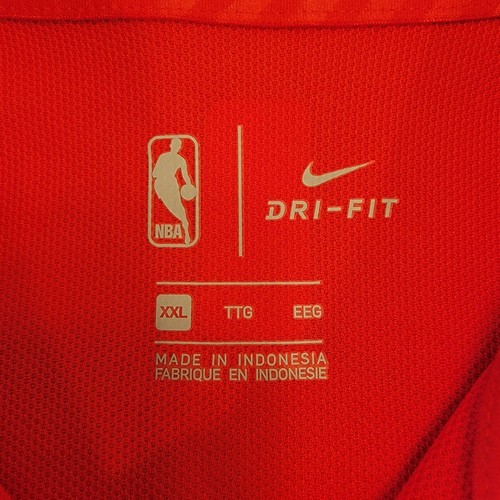 NBA
DRI-FIT
XXL TTG EEG
MADE IN INDONESIA
FABRIQUE EN INDONESIE